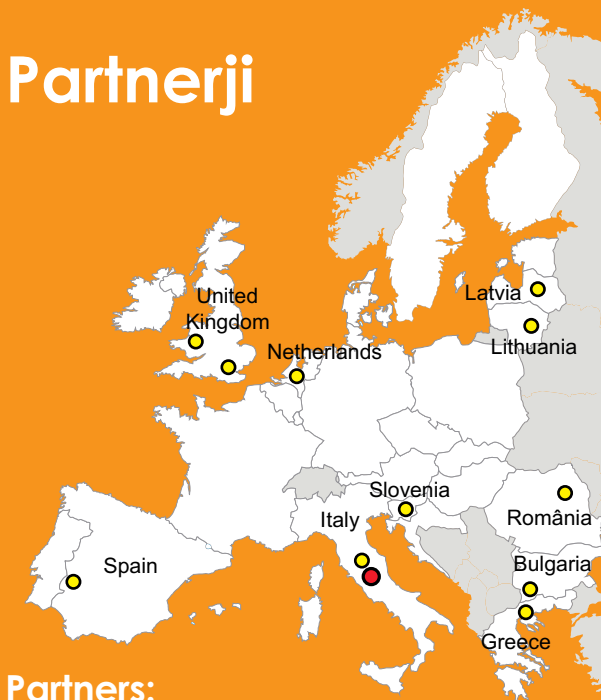 Partnerji
United
Kingdom
Latvia
Lithuania
Netherlands
Slovenia
Italy
România
Spain
Bulgaria
Greece
Partners: